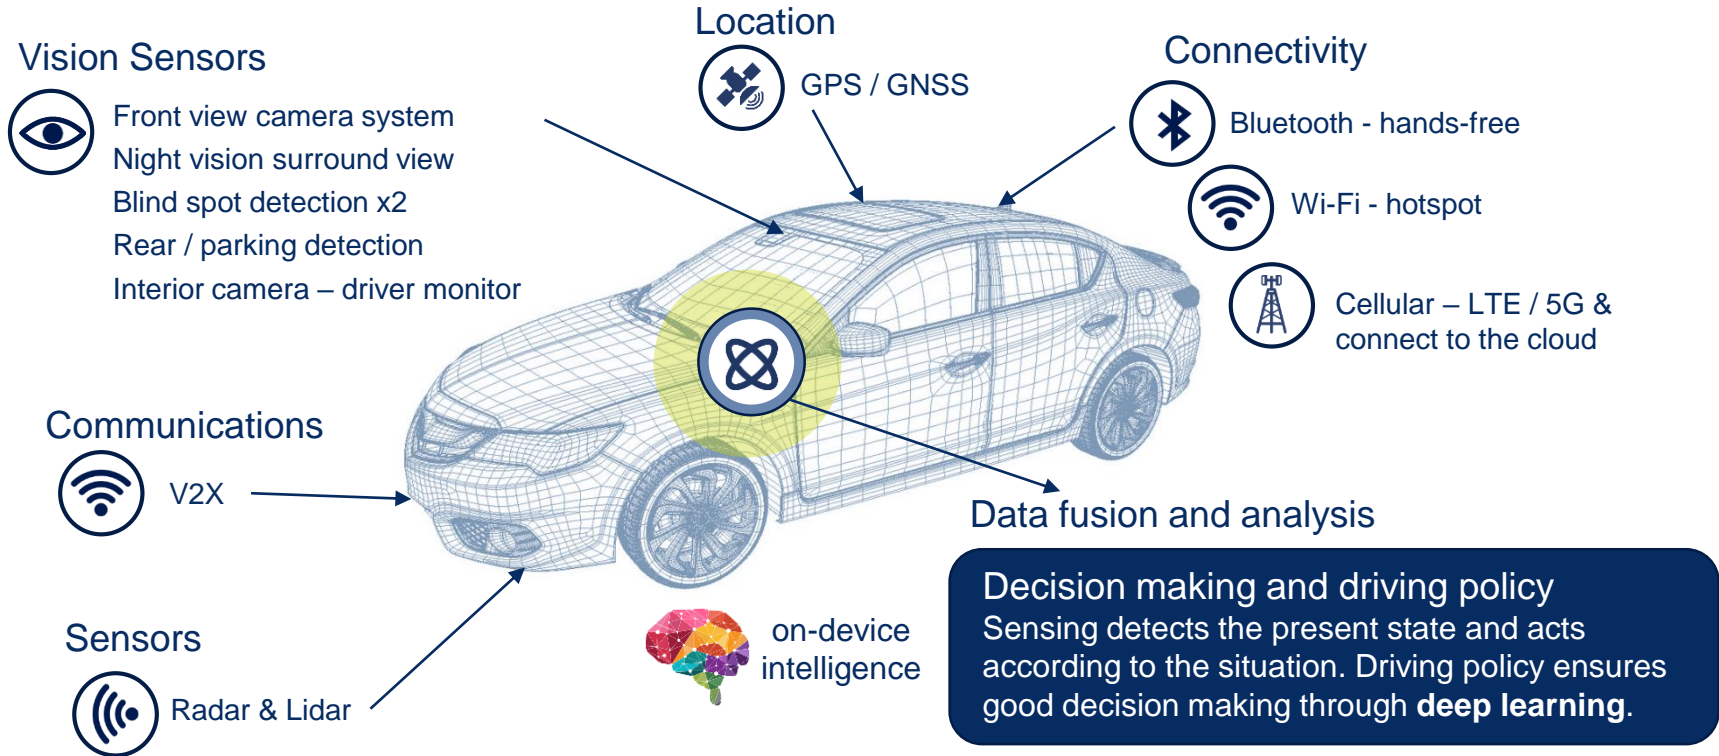 Location
GPS / GNSS
Vision Sensors
Front view camera system
Night vision surround view
Blind spot detection x2
Rear / parking detection
Interior camera – driver monitor
Connectivity
Bluetooth - hands-free
Wi-Fi - hotspot
Cellular – LTE / 5G &
connect to the cloud
Communications
V2X
Sensors
Radar & Lidar
on-device
intelligence
Data fusion and analysis
Decision making and driving policy
Sensing detects the present state and acts
according to the situation. Driving policy ensures
good decision making through deep learning.